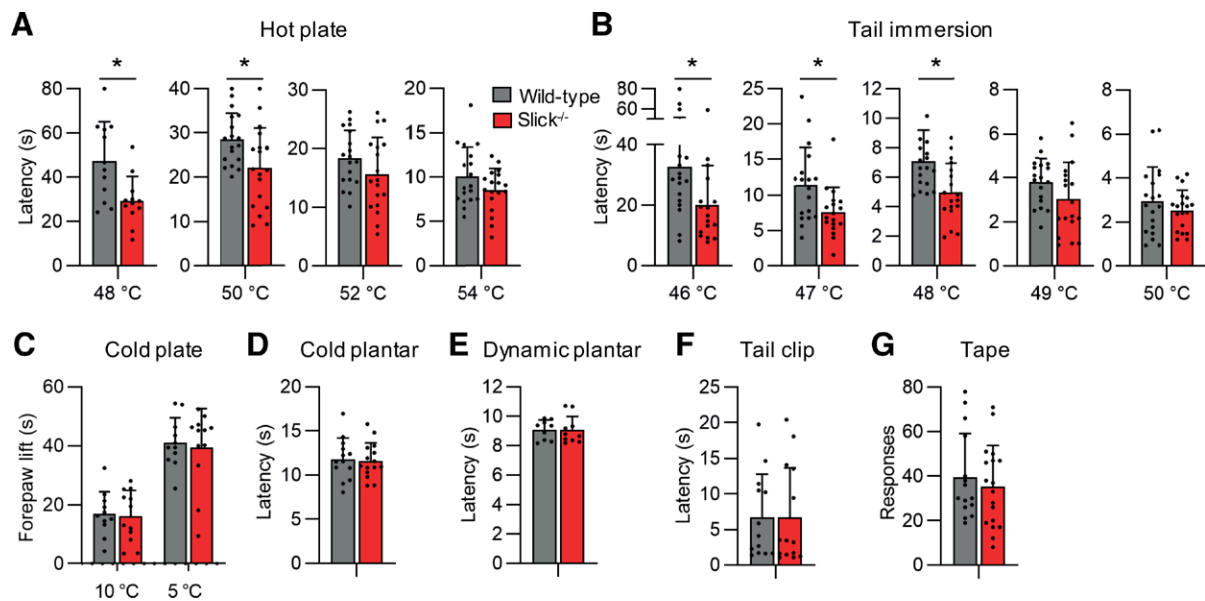 A Hot plate
B Tail immersion
* * * * *
Wild-type
Slick-/-
Latency (s)
80 60 40 20 0
48 °C
40 30 20 10 0
50 °C
30 20 10 0
52 °C
20 15 10 5 0
54 °C
Latency (s)
80 60 40 20 0
46 °C
25 20 15 10 5 0
47 °C
12 10 8 6 4 2 0
48 °C
8 6 4 2 0
49 °C
8 6 4 2 0
50 °C
C Cold plate
Forepaw lift (s)
60 40 20 0
10 °C 5 °C
D Cold plantar
Latency (s)
20 15 10 5 0
E Dynamic plantar
Latency (s)
12 10 8 6 4 2 0
F Tail clip
Latency (s)
25 20 15 10 5 0
G Tape
Responses
80 60 40 20 0